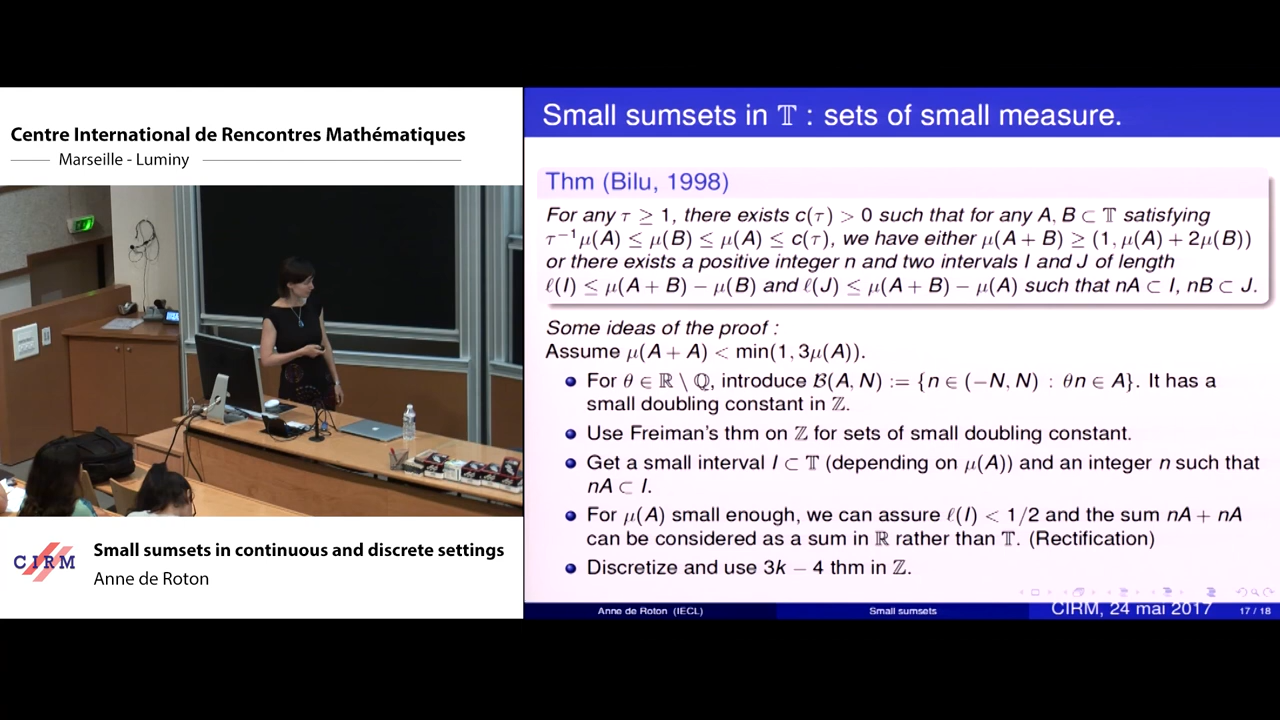 Centre International de Rencontres Mathématiques
Marseille - Luminy
CIRM
Small sumsets in continuous and discrete settings
Anne de Roton
Small sumsets in 𝕋 : sets of small measure.
Thm (Bilu, 1998)
For any τ ≥ 1, there exists c(τ) > 0 such that for any A, B ⊂ 𝕋 satisfying
τ⁻¹μ(A) ≤ μ(B) ≤ μ(A) ≤ c(τ), we have either μ(A + B) ≥ (1, μ(A) + 2μ(B))
or there exists a positive integer n and two intervals I and J of length
ℓ(I) ≤ μ(A + B) − μ(B) and ℓ(J) ≤ μ(A + B) − μ(A) such that nA ⊂ I, nB ⊂ J.
Some ideas of the proof :
Assume μ(A + A) < min(1, 3μ(A)).
For θ ∈ ℝ \ ℚ, introduce ℬ(A, N) := {n ∈ (−N, N) : θn ∈ A}. It has a
small doubling constant in ℤ.
Use Freiman's thm on ℤ for sets of small doubling constant.
Get a small interval I ⊂ 𝕋 (depending on μ(A)) and an integer n such that
nA ⊂ I.
For μ(A) small enough, we can assure ℓ(I) < 1/2 and the sum nA + nA
can be considered as a sum in ℝ rather than 𝕋. (Rectification)
Discretize and use 3k − 4 thm in ℤ.
Anne de Roton (IECL)
Small sumsets
CIRM, 24 mai 2017
17 / 18